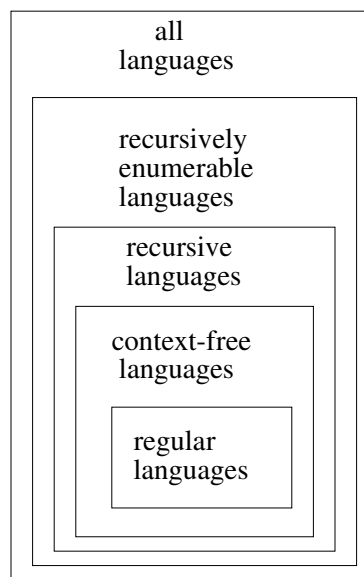 all
languages
recursively
enumerable
languages
recursive
languages
context-free
languages
regular
languages